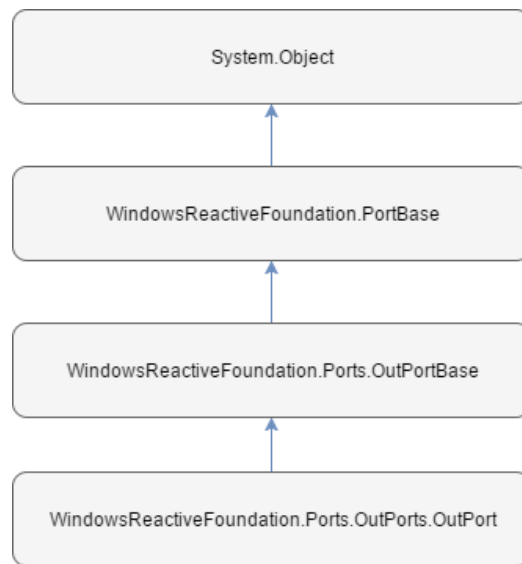 System.Object
WindowsReactiveFoundation.PortBase
WindowsReactiveFoundation.Ports.OutPortBase
WindowsReactiveFoundation.Ports.OutPorts.OutPort